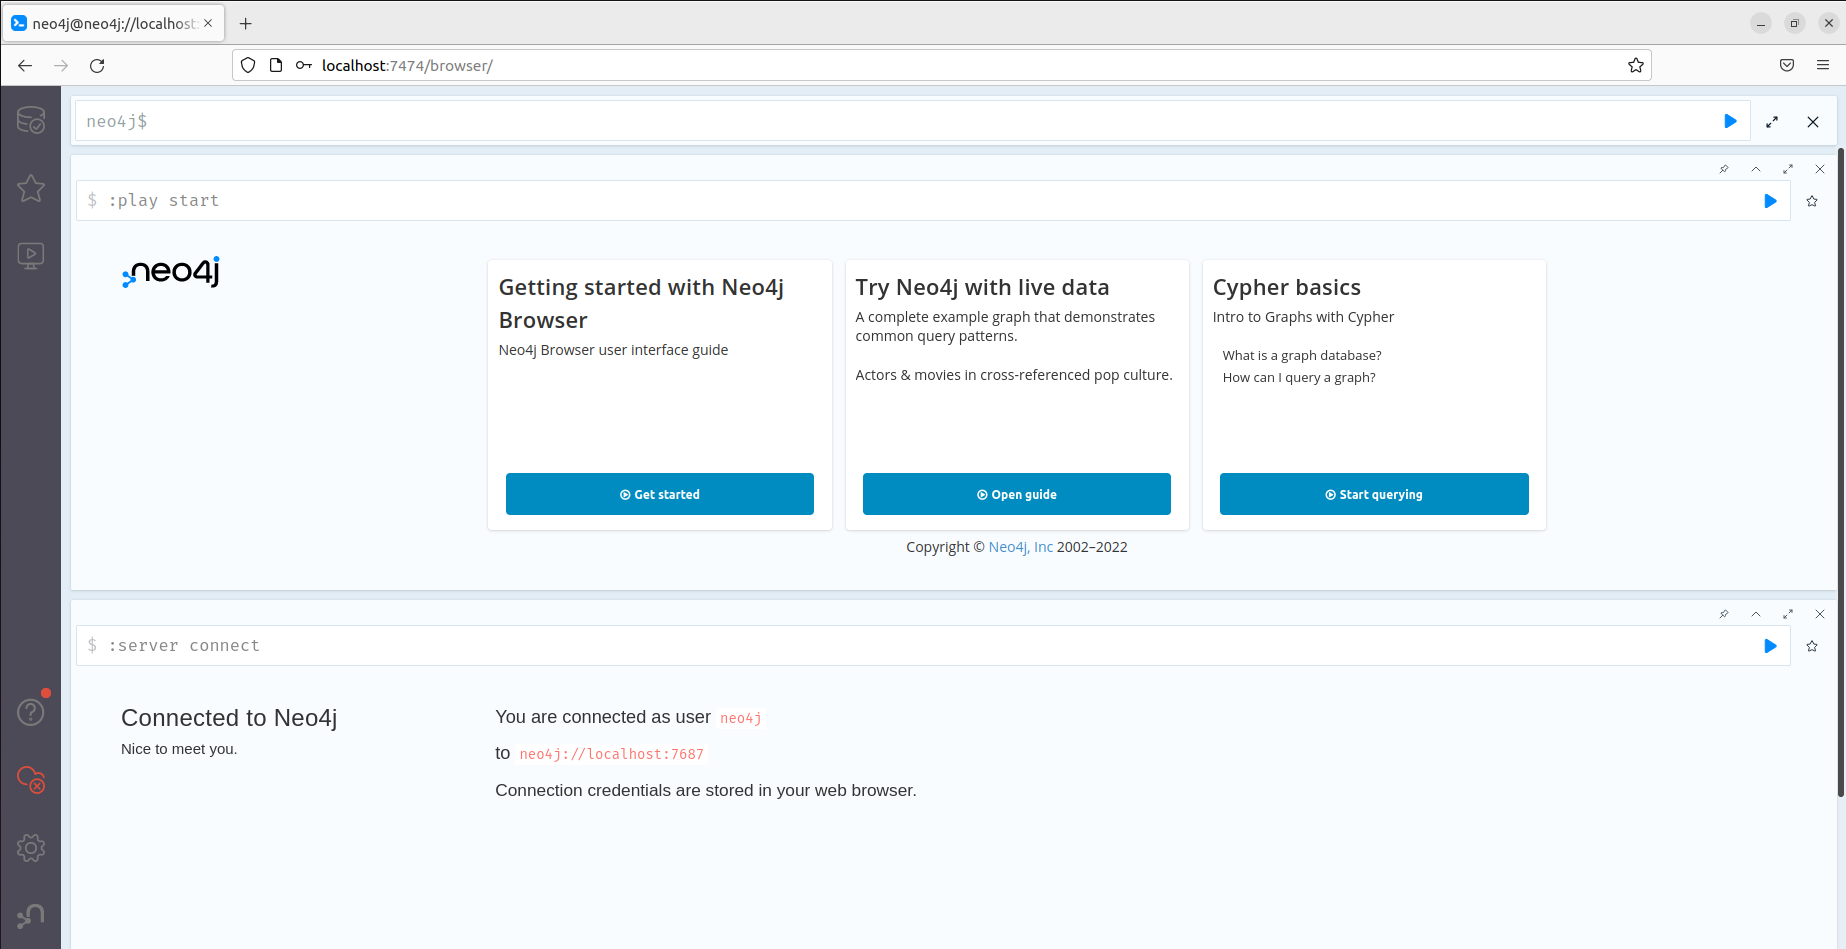 neo4j@neo4j://localhost:
localhost:7474/browser/
neo4j$
$ :play start
neo4j
Getting started with Neo4j
Browser
Neo4j Browser user interface guide
Get started
Try Neo4j with live data
A complete example graph that demonstrates
common query patterns.
Actors & movies in cross-referenced pop culture.
Open guide
Cypher basics
Intro to Graphs with Cypher
What is a graph database?
How can I query a graph?
Start querying
Copyright © Neo4j, Inc 2002–2022
$ :server connect
Connected to Neo4j
Nice to meet you.
You are connected as user neo4j
to neo4j://localhost:7687
Connection credentials are stored in your web browser.